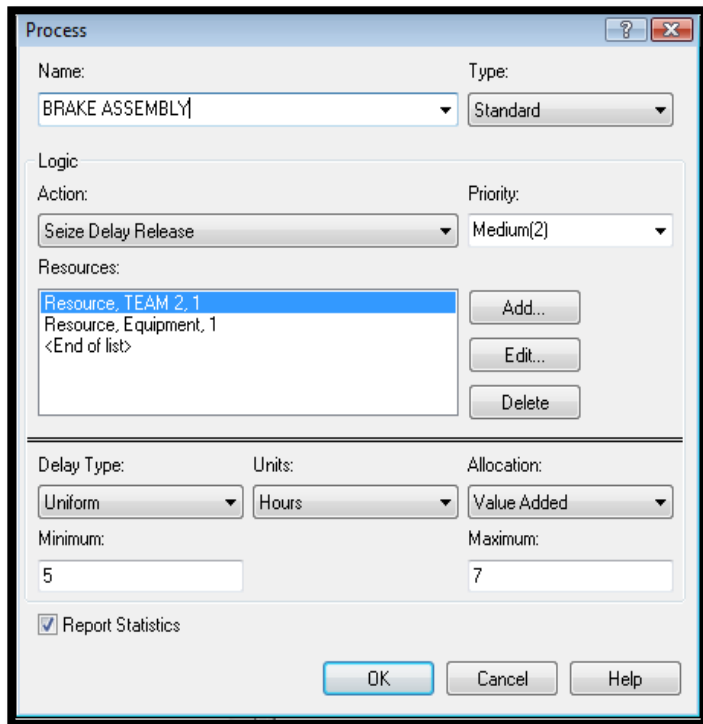 Process
Name: Type:
BRAKE ASSEMBLY Standard
Logic
Action: Priority:
Seize Delay Release Medium(2)
Resources:
Resource, TEAM 2, 1
Resource, Equipment, 1
<End of list>
Add...
Edit...
Delete
Delay Type: Units: Allocation:
Uniform Hours Value Added
Minimum: Maximum:
5 7
Report Statistics
OK Cancel Help